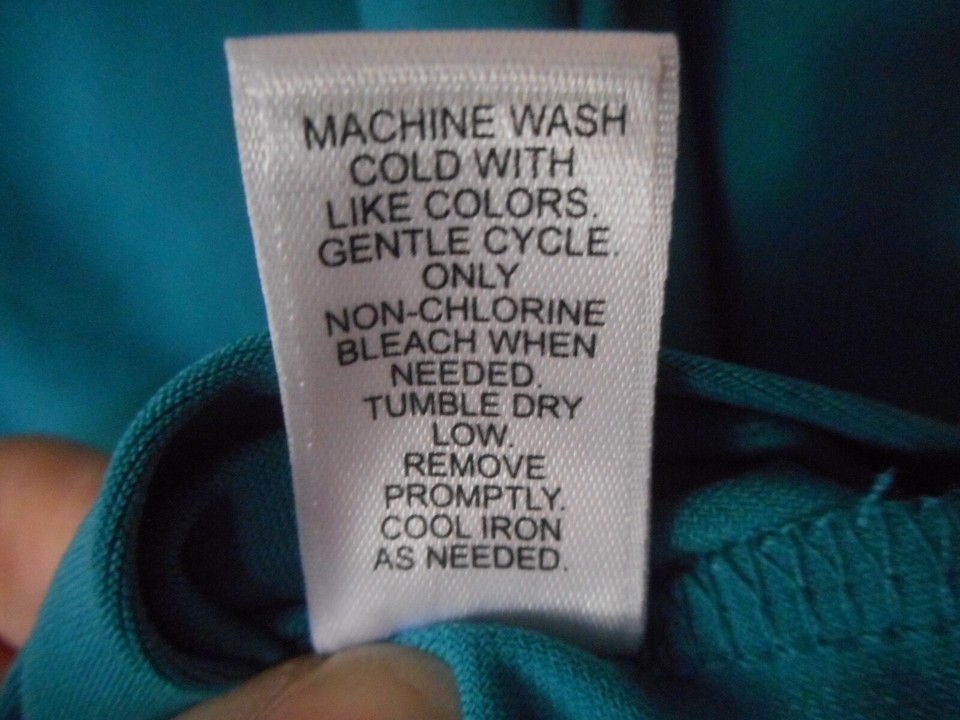 MACHINE WASH
COLD WITH
LIKE COLORS.
GENTLE CYCLE.
ONLY
NON-CHLORINE
BLEACH WHEN
NEEDED.
TUMBLE DRY
LOW.
REMOVE
PROMPTLY.
COOL IRON
AS NEEDED.